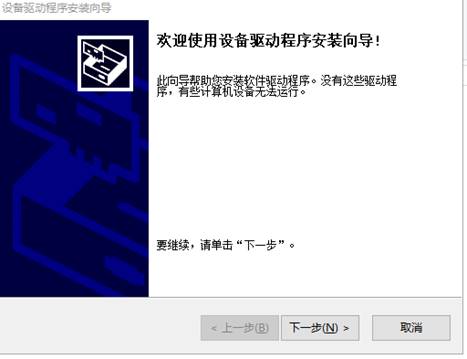 设备驱动程序安装向导
欢迎使用设备驱动程序安装向导!
此向导帮助您安装软件驱动程序。没有这些驱动程
序，有些计算机设备无法运行。
要继续，请单击“下一步”。
< 上一步(B)
下一步(N) >
取消